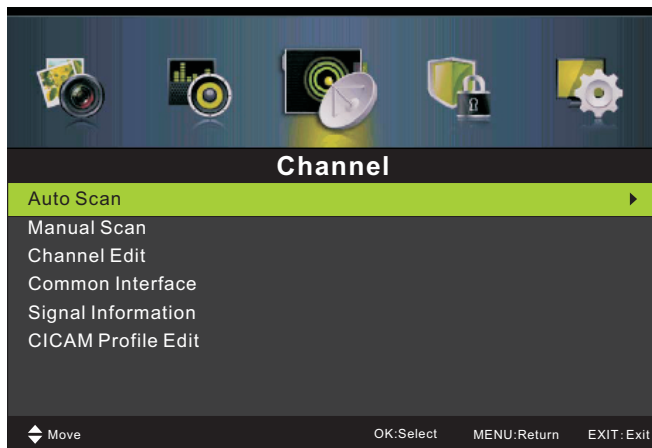 Channel
Auto Scan
Manual Scan
Channel Edit
Common Interface
Signal Information
CICAM Profile Edit
Move OK:Select MENU:Return EXIT:Exit